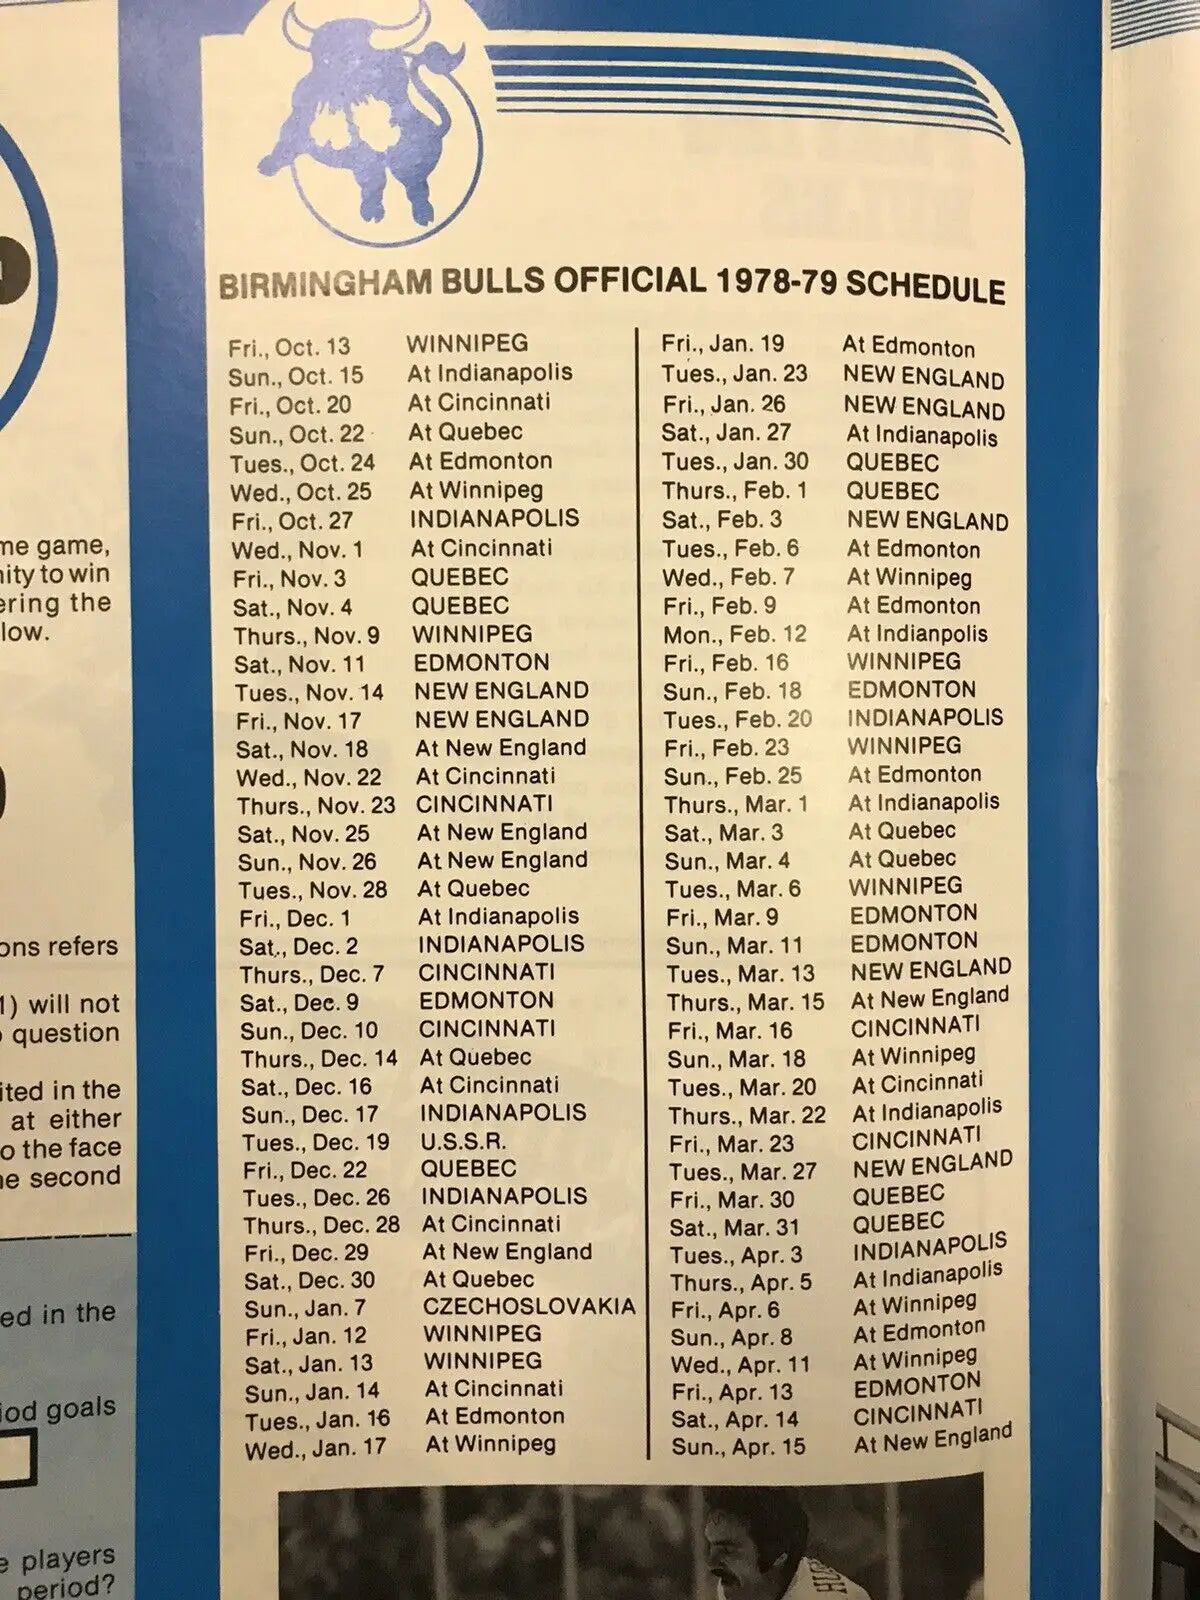 BIRMINGHAM BULLS OFFICIAL 1978-79 SCHEDULE
Fri., Oct. 13 WINNIPEG
Sun., Oct. 15 At Indianapolis
Fri., Oct. 20 At Cincinnati
Sun., Oct. 22 At Quebec
Tues., Oct. 24 At Edmonton
Wed., Oct. 25 At Winnipeg
Fri., Oct. 27 INDIANAPOLIS
Wed., Nov. 1 At Cincinnati
Fri., Nov. 3 QUEBEC
Sat., Nov. 4 QUEBEC
Thurs., Nov. 9 WINNIPEG
Sat., Nov. 11 EDMONTON
Tues., Nov. 14 NEW ENGLAND
Fri., Nov. 17 NEW ENGLAND
Sat., Nov. 18 At New England
Wed., Nov. 22 At Cincinnati
Thurs., Nov. 23 CINCINNATI
Sat., Nov. 25 At New England
Sun., Nov. 26 At New England
Tues., Nov. 28 At Quebec
Fri., Dec. 1 At Indianapolis
Sat., Dec. 2 INDIANAPOLIS
Thurs., Dec. 7 CINCINNATI
Sat., Dec. 9 EDMONTON
Sun., Dec. 10 CINCINNATI
Thurs., Dec. 14 At Quebec
Sat., Dec. 16 At Cincinnati
Sun., Dec. 17 INDIANAPOLIS
Tues., Dec. 19 U.S.S.R.
Fri., Dec. 22 QUEBEC
Tues., Dec. 26 INDIANAPOLIS
Thurs., Dec. 28 At Cincinnati
Fri., Dec. 29 At New England
Sat., Dec. 30 At Quebec
Sun., Jan. 7 CZECHOSLOVAKIA
Fri., Jan. 12 WINNIPEG
Sat., Jan. 13 WINNIPEG
Sun., Jan. 14 At Cincinnati
Tues., Jan. 16 At Edmonton
Wed., Jan. 17 At Winnipeg
Fri., Jan. 19 At Edmonton
Tues., Jan. 23 NEW ENGLAND
Fri., Jan. 26 NEW ENGLAND
Sat., Jan. 27 At Indianapolis
Tues., Jan. 30 QUEBEC
Thurs., Feb. 1 QUEBEC
Sat., Feb. 3 NEW ENGLAND
Tues., Feb. 6 At Edmonton
Wed., Feb. 7 At Winnipeg
Fri., Feb. 9 At Edmonton
Mon., Feb. 12 At Indianpolis
Fri., Feb. 16 WINNIPEG
Sun., Feb. 18 EDMONTON
Tues., Feb. 20 INDIANAPOLIS
Fri., Feb. 23 WINNIPEG
Sun., Feb. 25 At Edmonton
Thurs., Mar. 1 At Indianapolis
Sat., Mar. 3 At Quebec
Sun., Mar. 4 At Quebec
Tues., Mar. 6 WINNIPEG
Fri., Mar. 9 EDMONTON
Sun., Mar. 11 EDMONTON
Tues., Mar. 13 NEW ENGLAND
Thurs., Mar. 15 At New England
Fri., Mar. 16 CINCINNATI
Sun., Mar. 18 At Winnipeg
Tues., Mar. 20 At Cincinnati
Thurs., Mar. 22 At Indianapolis
Fri., Mar. 23 CINCINNATI
Tues., Mar. 27 NEW ENGLAND
Fri., Mar. 30 QUEBEC
Sat., Mar. 31 QUEBEC
Tues., Apr. 3 INDIANAPOLIS
Thurs., Apr. 5 At Indianapolis
Fri., Apr. 6 At Winnipeg
Sun., Apr. 8 At Edmonton
Wed., Apr. 11 At Winnipeg
Fri., Apr. 13 EDMONTON
Sat., Apr. 14 CINCINNATI
Sun., Apr. 15 At New England
game,
to win
the
refers
1) will not
question
in the
at either
to the face
second
in the
goals
players
period?